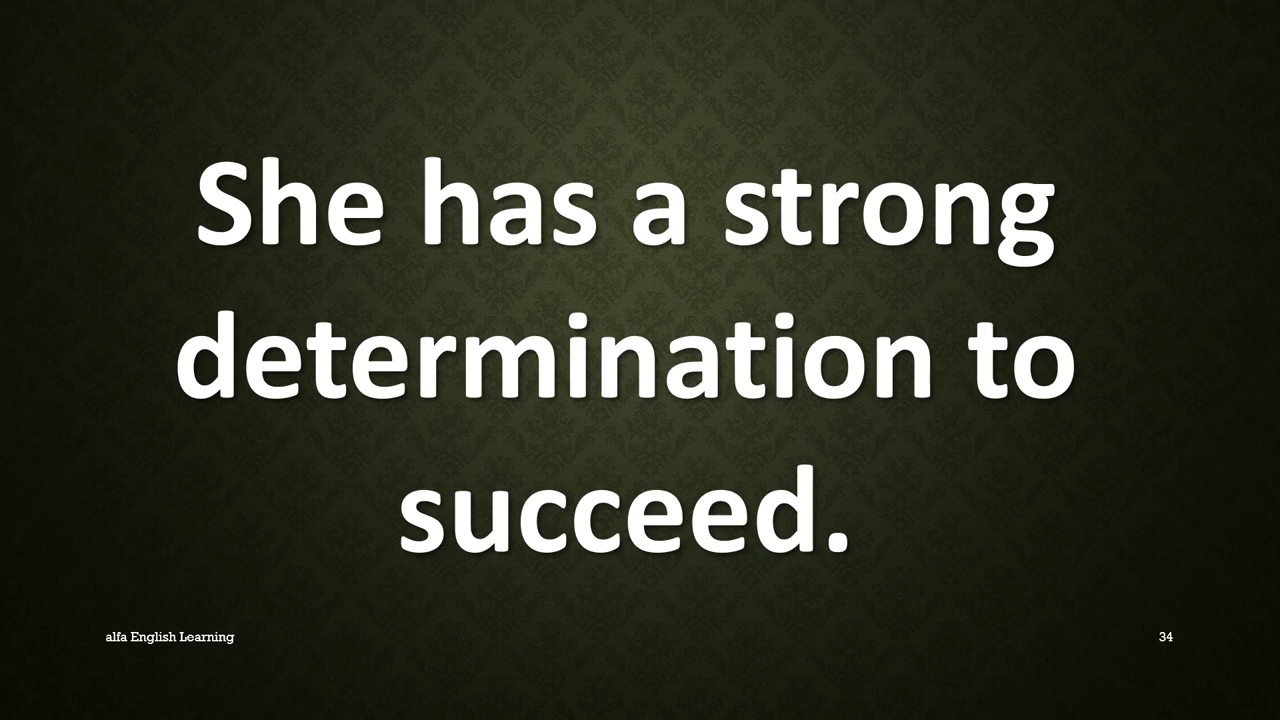 She has a strong
determination to
succeed.
alfa English Learning
34